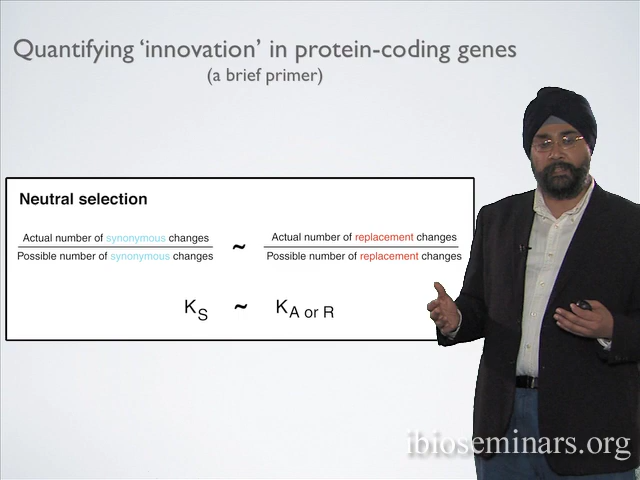 Quantifying ‘innovation’ in protein-coding genes
(a brief primer)
Neutral selection
Actual number of synonymous changes
Possible number of synonymous changes
~
Actual number of replacement changes
Possible number of replacement changes
KS ~ KA or R
ibioseminars.org